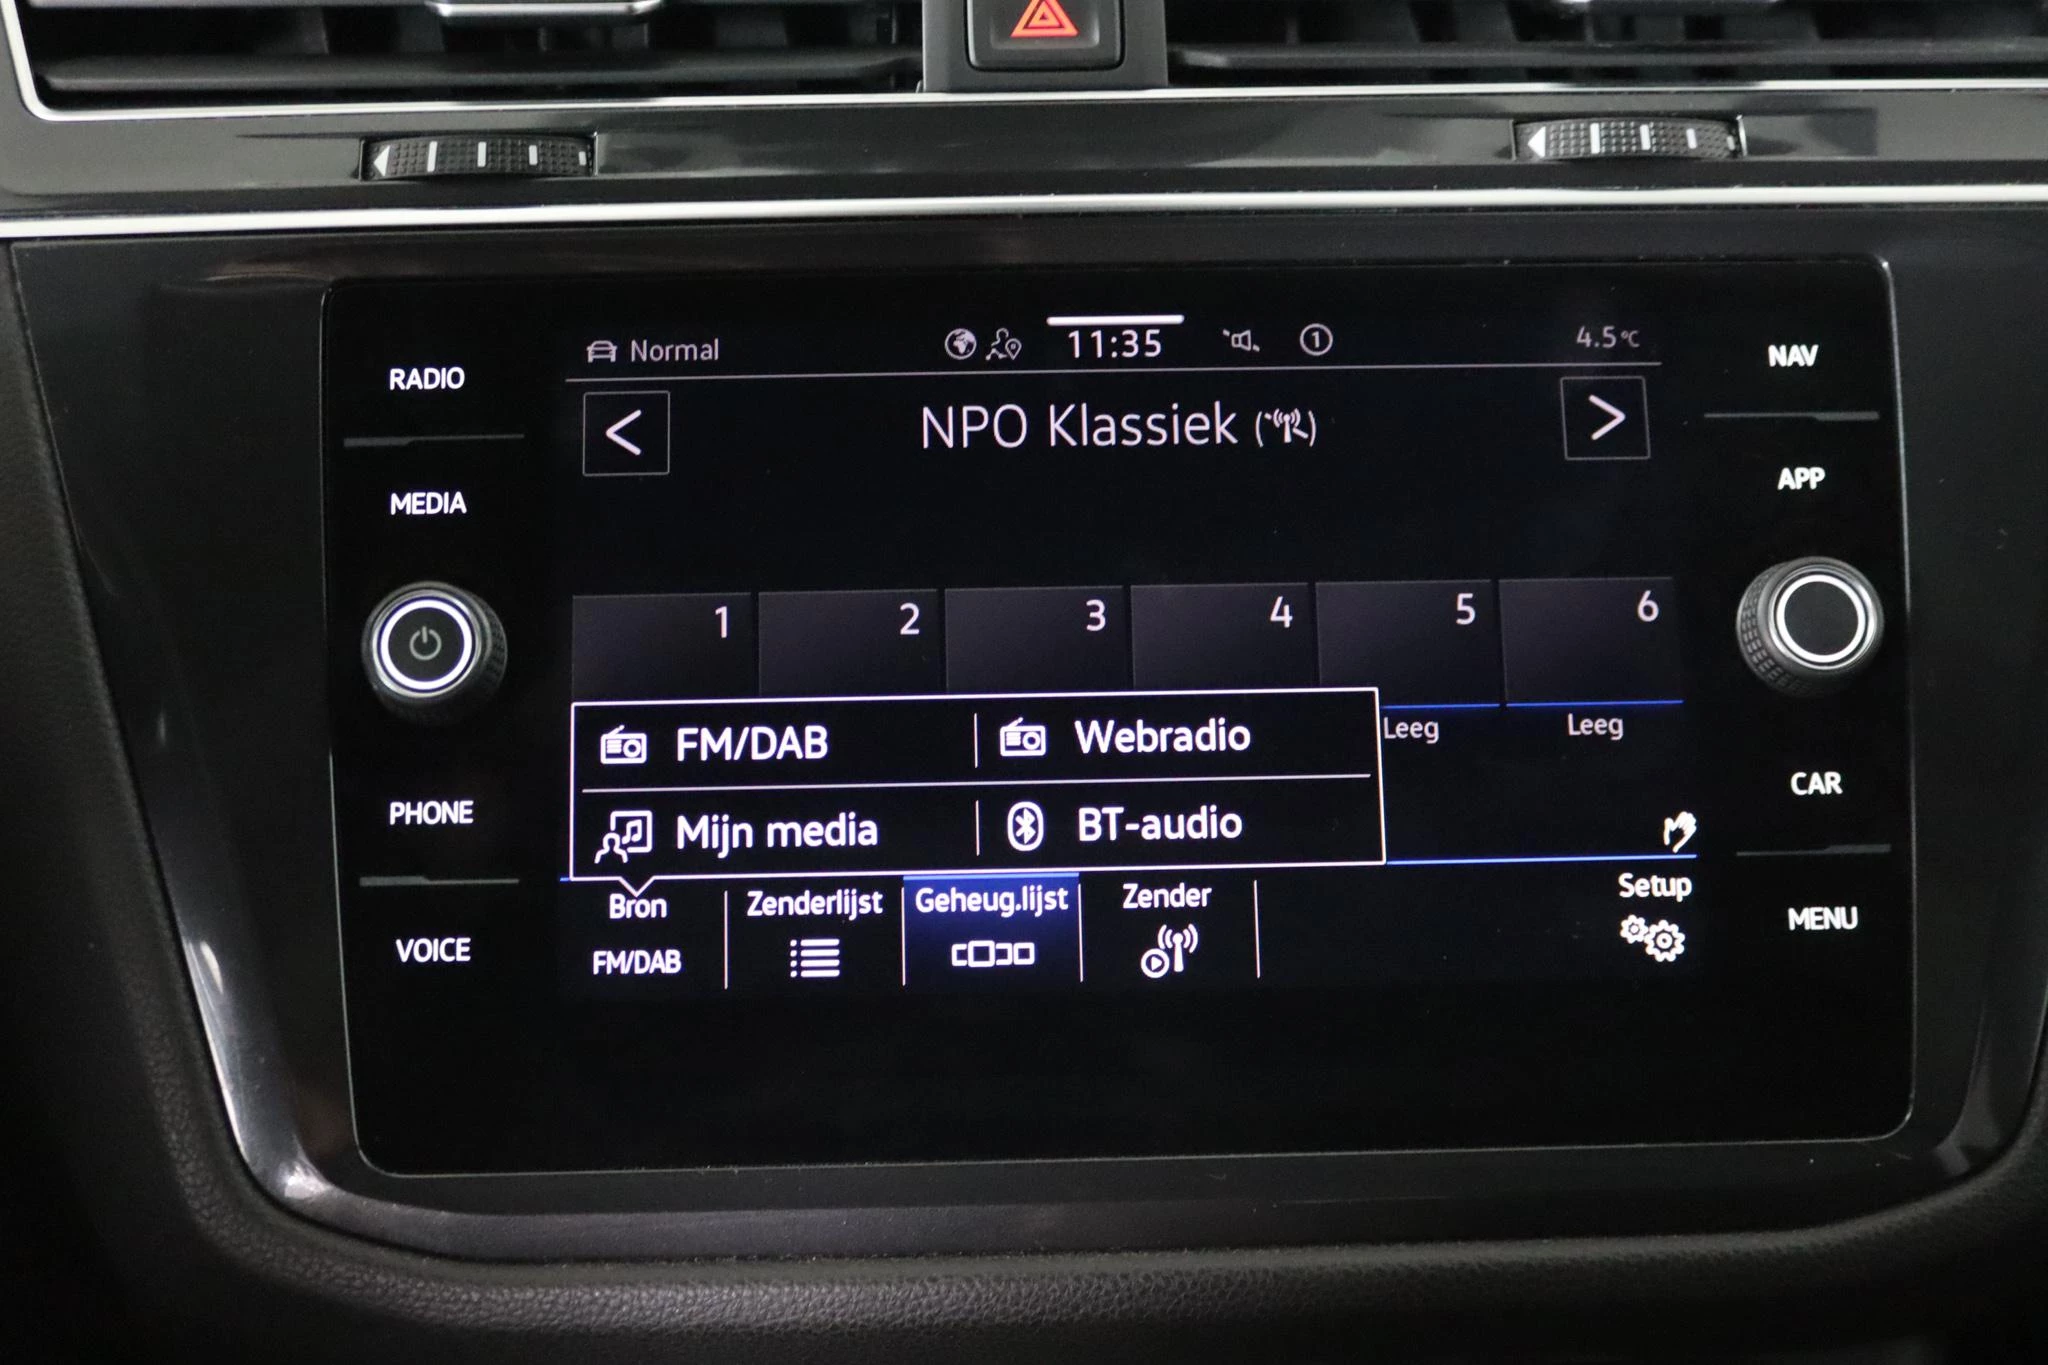 Normal
11:35
1
4.5°C
RADIO
NAV
NPO Klassiek
MEDIA
APP
1 2 3 4 5 6
FM/DAB
Webradio
Leeg
Leeg
Mijn media
BT-audio
PHONE
CAR
Bron
Zenderlijst
Geheug.lijst
Zender
Setup
FM/DAB
VOICE
MENU